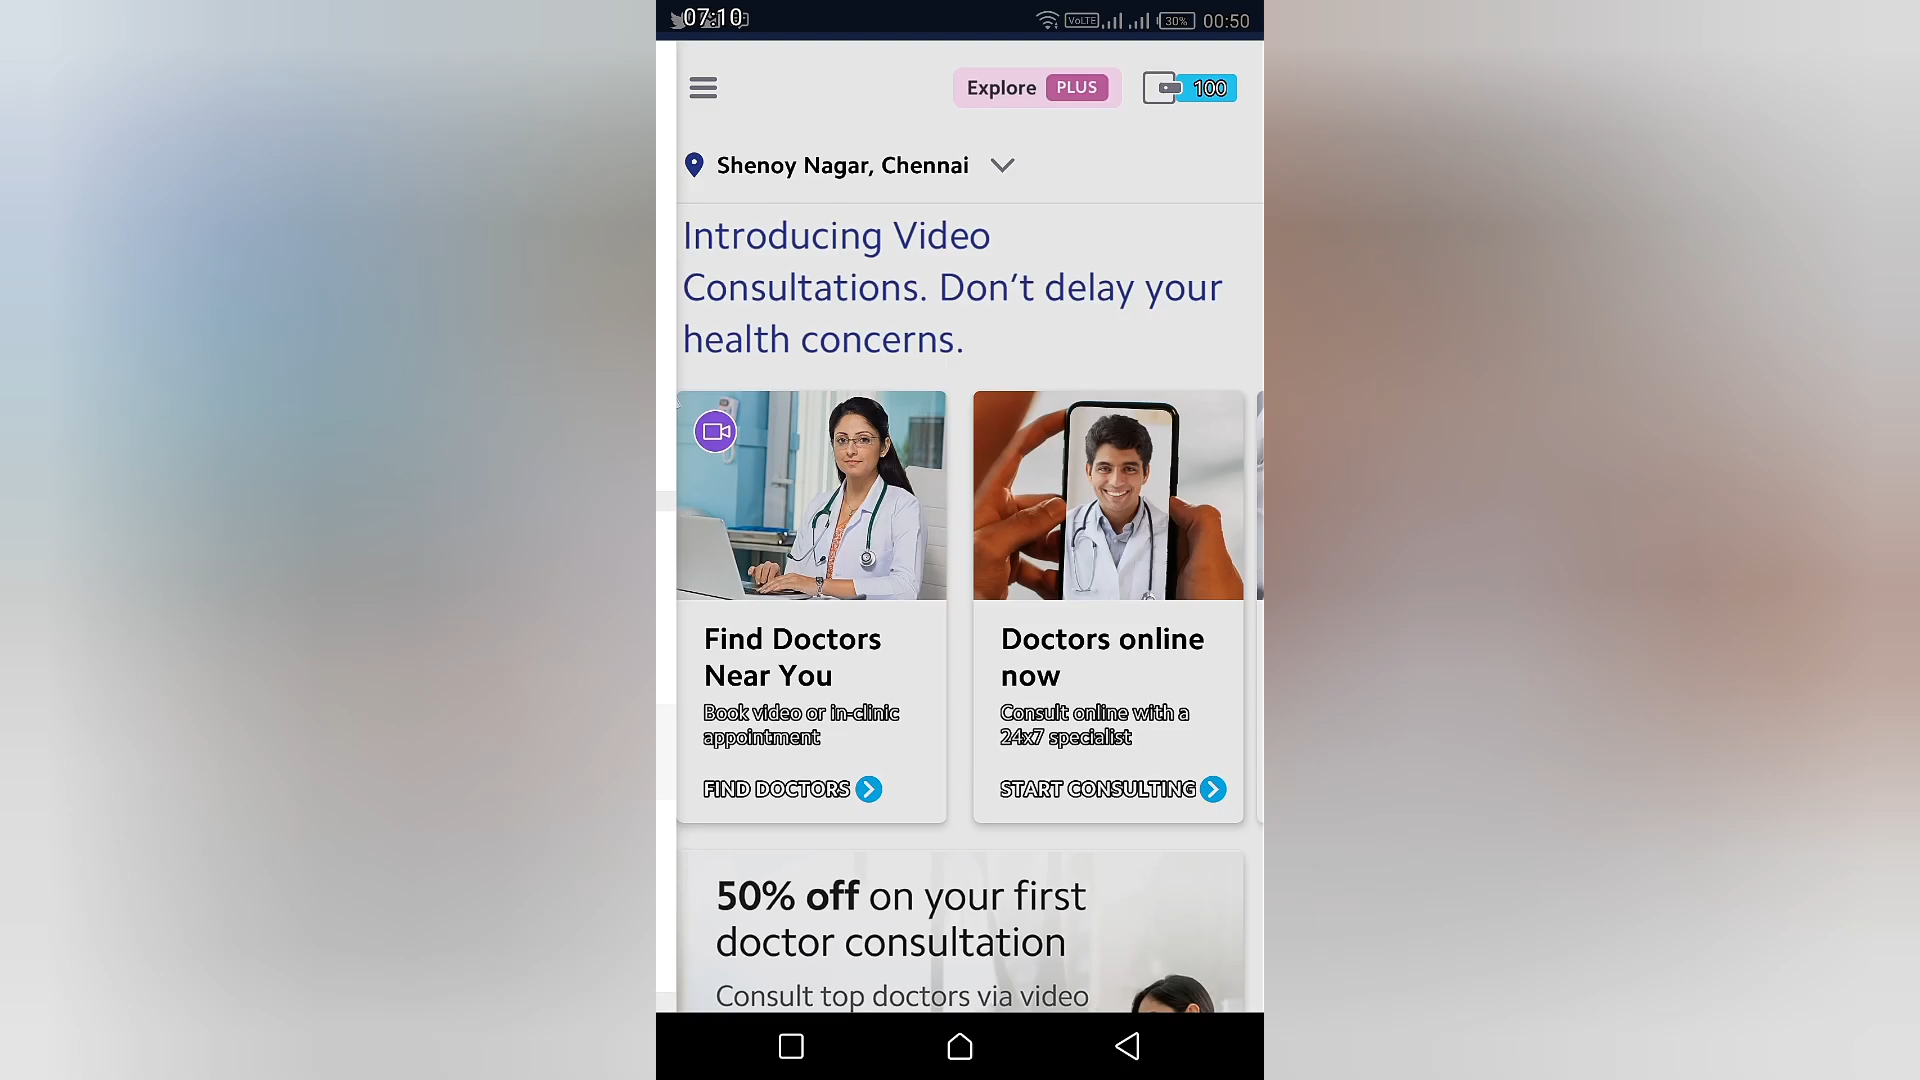 07:10
VoLTE 30% 00:50
Explore PLUS 100
Shenoy Nagar, Chennai
Introducing Video
Consultations. Don't delay your
health concerns.
Find Doctors
Near You
Book video or in-clinic
appointment
FIND DOCTORS
Doctors online
now
Consult online with a
24x7 specialist
START CONSULTING
50% off on your first
doctor consultation
Consult top doctors via video